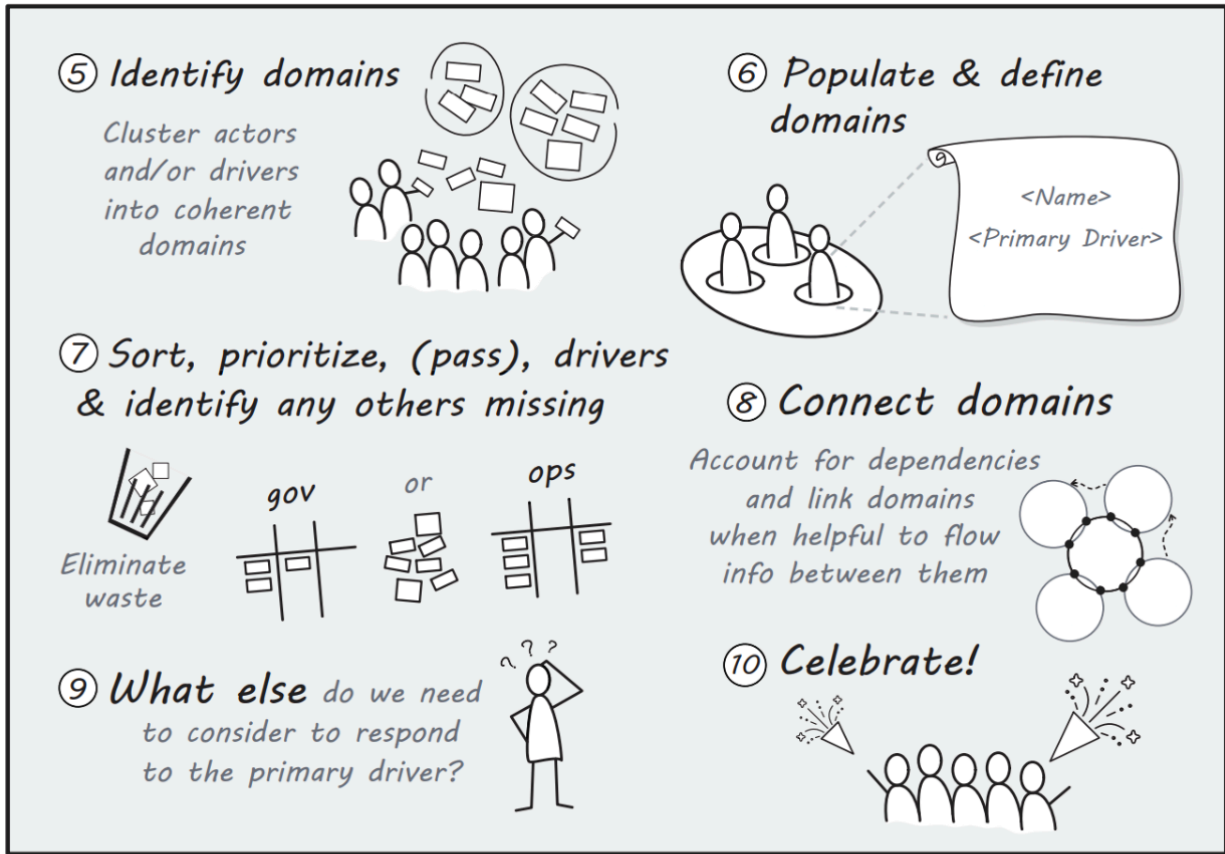 ⑤ Identify domains
Cluster actors
and/or drivers
into coherent
domains
⑥ Populate & define
domains
<Name>
<Primary Driver>
⑦ Sort, prioritize, (pass), drivers
& identify any others missing
Eliminate
waste
gov
or
ops
⑧ Connect domains
Account for dependencies
and link domains
when helpful to flow
info between them
⑨ What else do we need
to consider to respond
to the primary driver?
? ? ?
⑩ Celebrate!